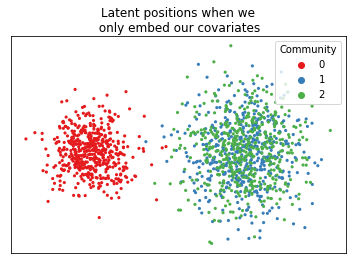 Latent positions when we
only embed our covariates
Community
0
1
2